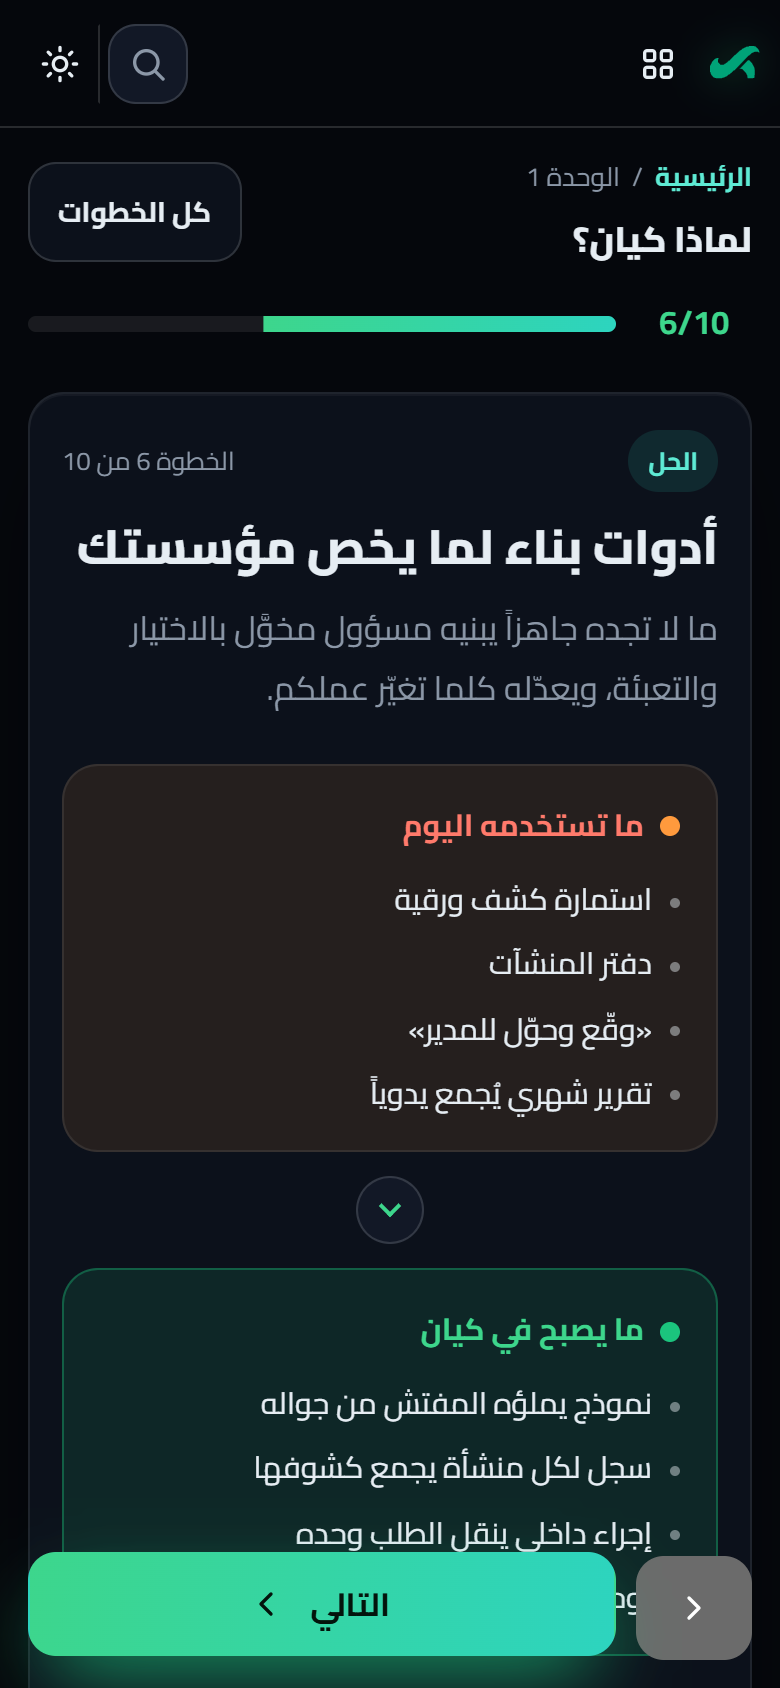 الرئيسية / الوحدة 1
كل الخطوات
لماذا كيان؟
6/10
الحل
الخطوة 6 من 10
أدوات بناء لما يخص مؤسستك
ما لا تجده جاهزاً يبنيه مسؤول مخوَّل بالاختيار
والتعبئة، ويعدّله كلما تغيّر عملكم.
ما تستخدمه اليوم
استمارة كشف ورقية
دفتر المنشآت
«وقّع وحوّل للمدير»
تقرير شهري يُجمع يدوياً
ما يصبح في كيان
نموذج يملؤه المفتش من جواله
سجل لكل منشأة يجمع كشوفها
إجراء داخلي ينقل الطلب وحده
التالي